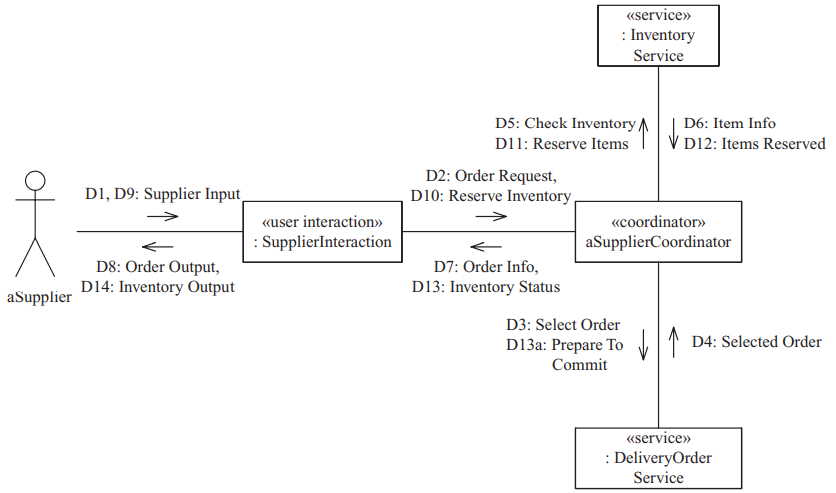 «service»
: Inventory
Service
D5: Check Inventory
D11: Reserve Items
D6: Item Info
D12: Items Reserved
D1, D9: Supplier Input
D2: Order Request,
D10: Reserve Inventory
«user interaction»
: SupplierInteraction
«coordinator»
aSupplierCoordinator
D8: Order Output,
D14: Inventory Output
D7: Order Info,
D13: Inventory Status
aSupplier
D3: Select Order
D13a: Prepare To
Commit
D4: Selected Order
«service»
: DeliveryOrder
Service